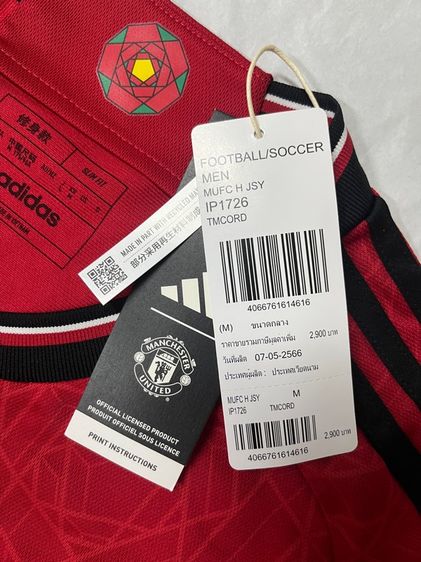 FOOTBALL/SOCCER
MEN
MUFC H JSY
IP1726
TMCORD
4066761614616
(M) ขนาดกลาง
ราคาขายรวมภาษีมูลค่าเพิ่ม 2,900 บาท
วันที่ผลิต 07-05-2566
ประเทศผู้ผลิต : ประเทศเวียดนาม
MUFC H JSY M
IP1726 TMCORD
2,900 บาท
4066761614616
MADE IN PART WITH RECYCLED
部分采用再生材料制
MANCHESTER
UNITED
OFFICIAL LICENSED PRODUCT
PRODUIT OFFICIEL SOUS LICENCE
PRINT INSTRUCTIONS
修身款
SLIM FIT
adidas